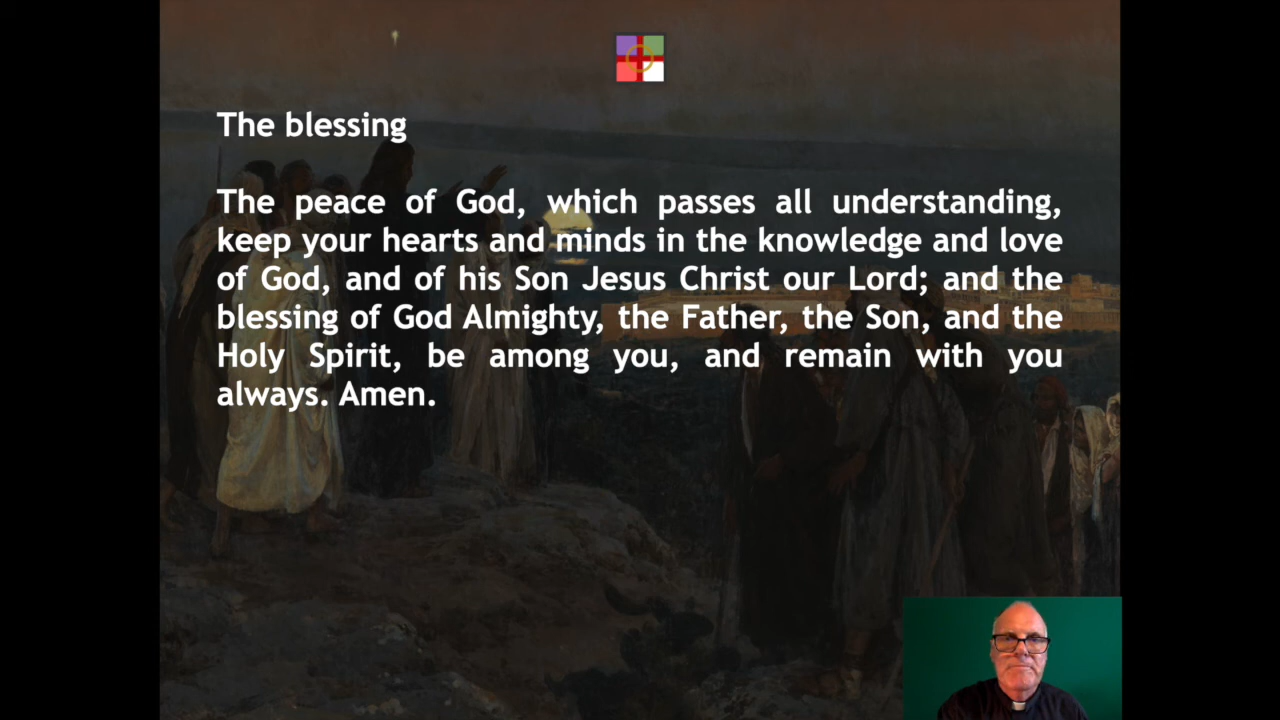 The blessing
The peace of God, which passes all understanding,
keep your hearts and minds in the knowledge and love
of God, and of his Son Jesus Christ our Lord; and the
blessing of God Almighty, the Father, the Son, and the
Holy Spirit, be among you, and remain with you
always. Amen.